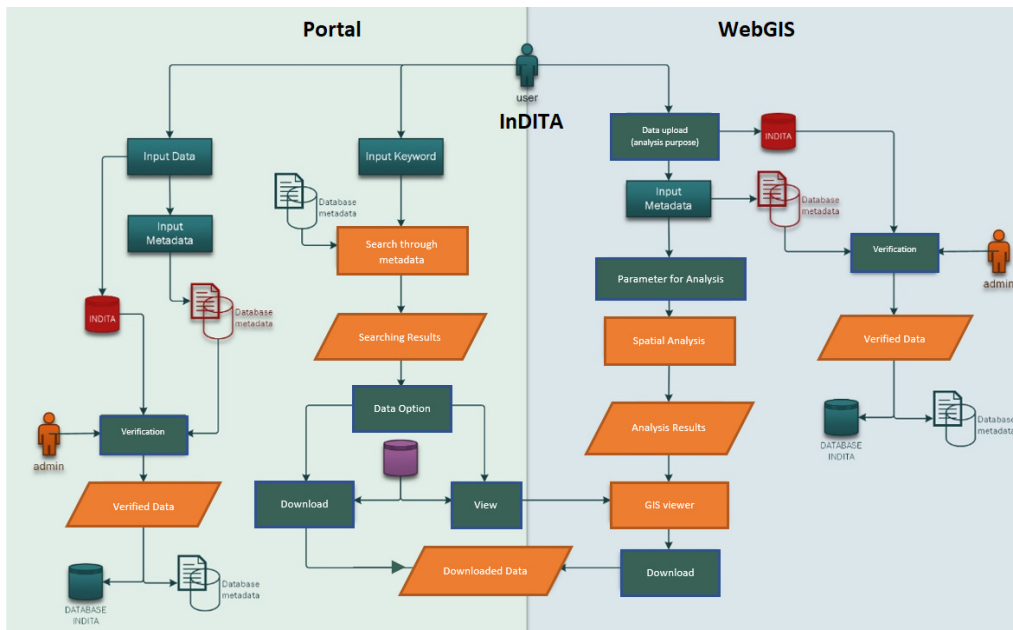 Portal
WebGIS
user
InDITA
Input Data
Input Keyword
Data upload
(analysis purpose)
INDITA
Input
Metadata
Database
metadata
Input
Metadata
Database
metadata
Search through
metadata
Verification
admin
Parameter for Analysis
INDITA
Database
metadata
Searching Results
Spatial Analysis
Verified Data
Data Option
Analysis Results
DATABASE
INDITA
Database
metadata
admin
Verification
Verified Data
Download
View
GIS viewer
Downloaded Data
Download
DATABASE
INDITA
Database
metadata